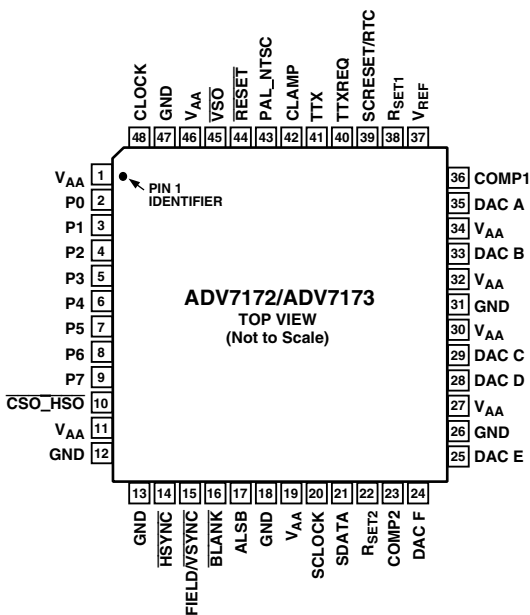 CLOCK
GND
VAA
VSO
RESET
PAL_NTSC
CLAMP
TTX
TTXREQ
SCRESET/RTC
RSET1
VREF
48 47 46 45 44 43 42 41 40 39 38 37
VAA 1
P0 2
P1 3
P2 4
P3 5
P4 6
P5 7
P6 8
P7 9
CSO_HSO 10
VAA 11
GND 12
PIN 1
IDENTIFIER
ADV7172/ADV7173
TOP VIEW
(Not to Scale)
36 COMP1
35 DAC A
34 VAA
33 DAC B
32 VAA
31 GND
30 VAA
29 DAC C
28 DAC D
27 VAA
26 GND
25 DAC E
13 14 15 16 17 18 19 20 21 22 23 24
GND
HSYNC
FIELD/VSYNC
BLANK
ALSB
GND
VAA
SCLOCK
SDATA
RSET2
COMP2
DAC F